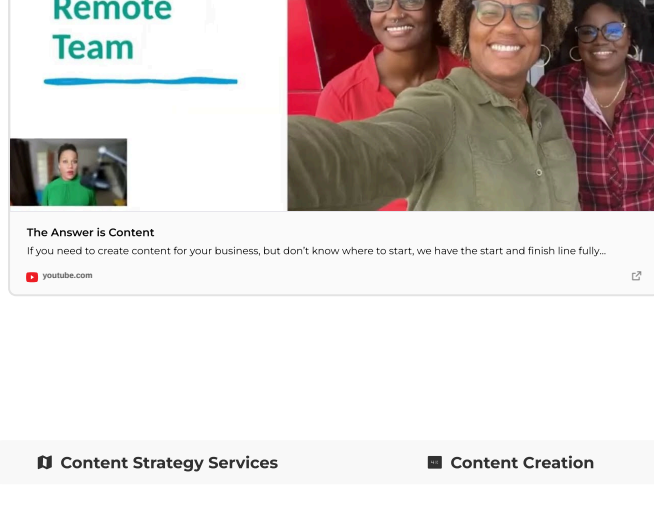 Remote
Team
The Answer is Content
If you need to create content for your business, but don't know where to start, we have the start and finish line fully...
youtube.com
Content Strategy Services
Content Creation